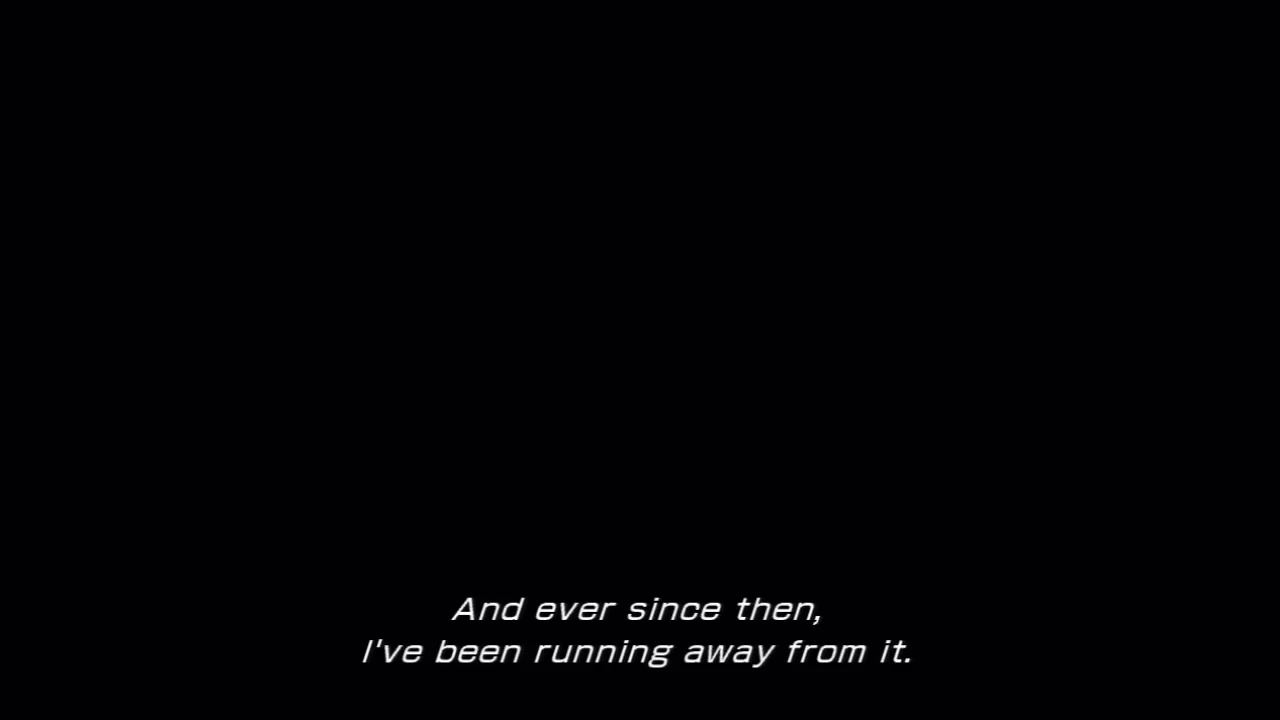 And ever since then,
I've been running away from it.